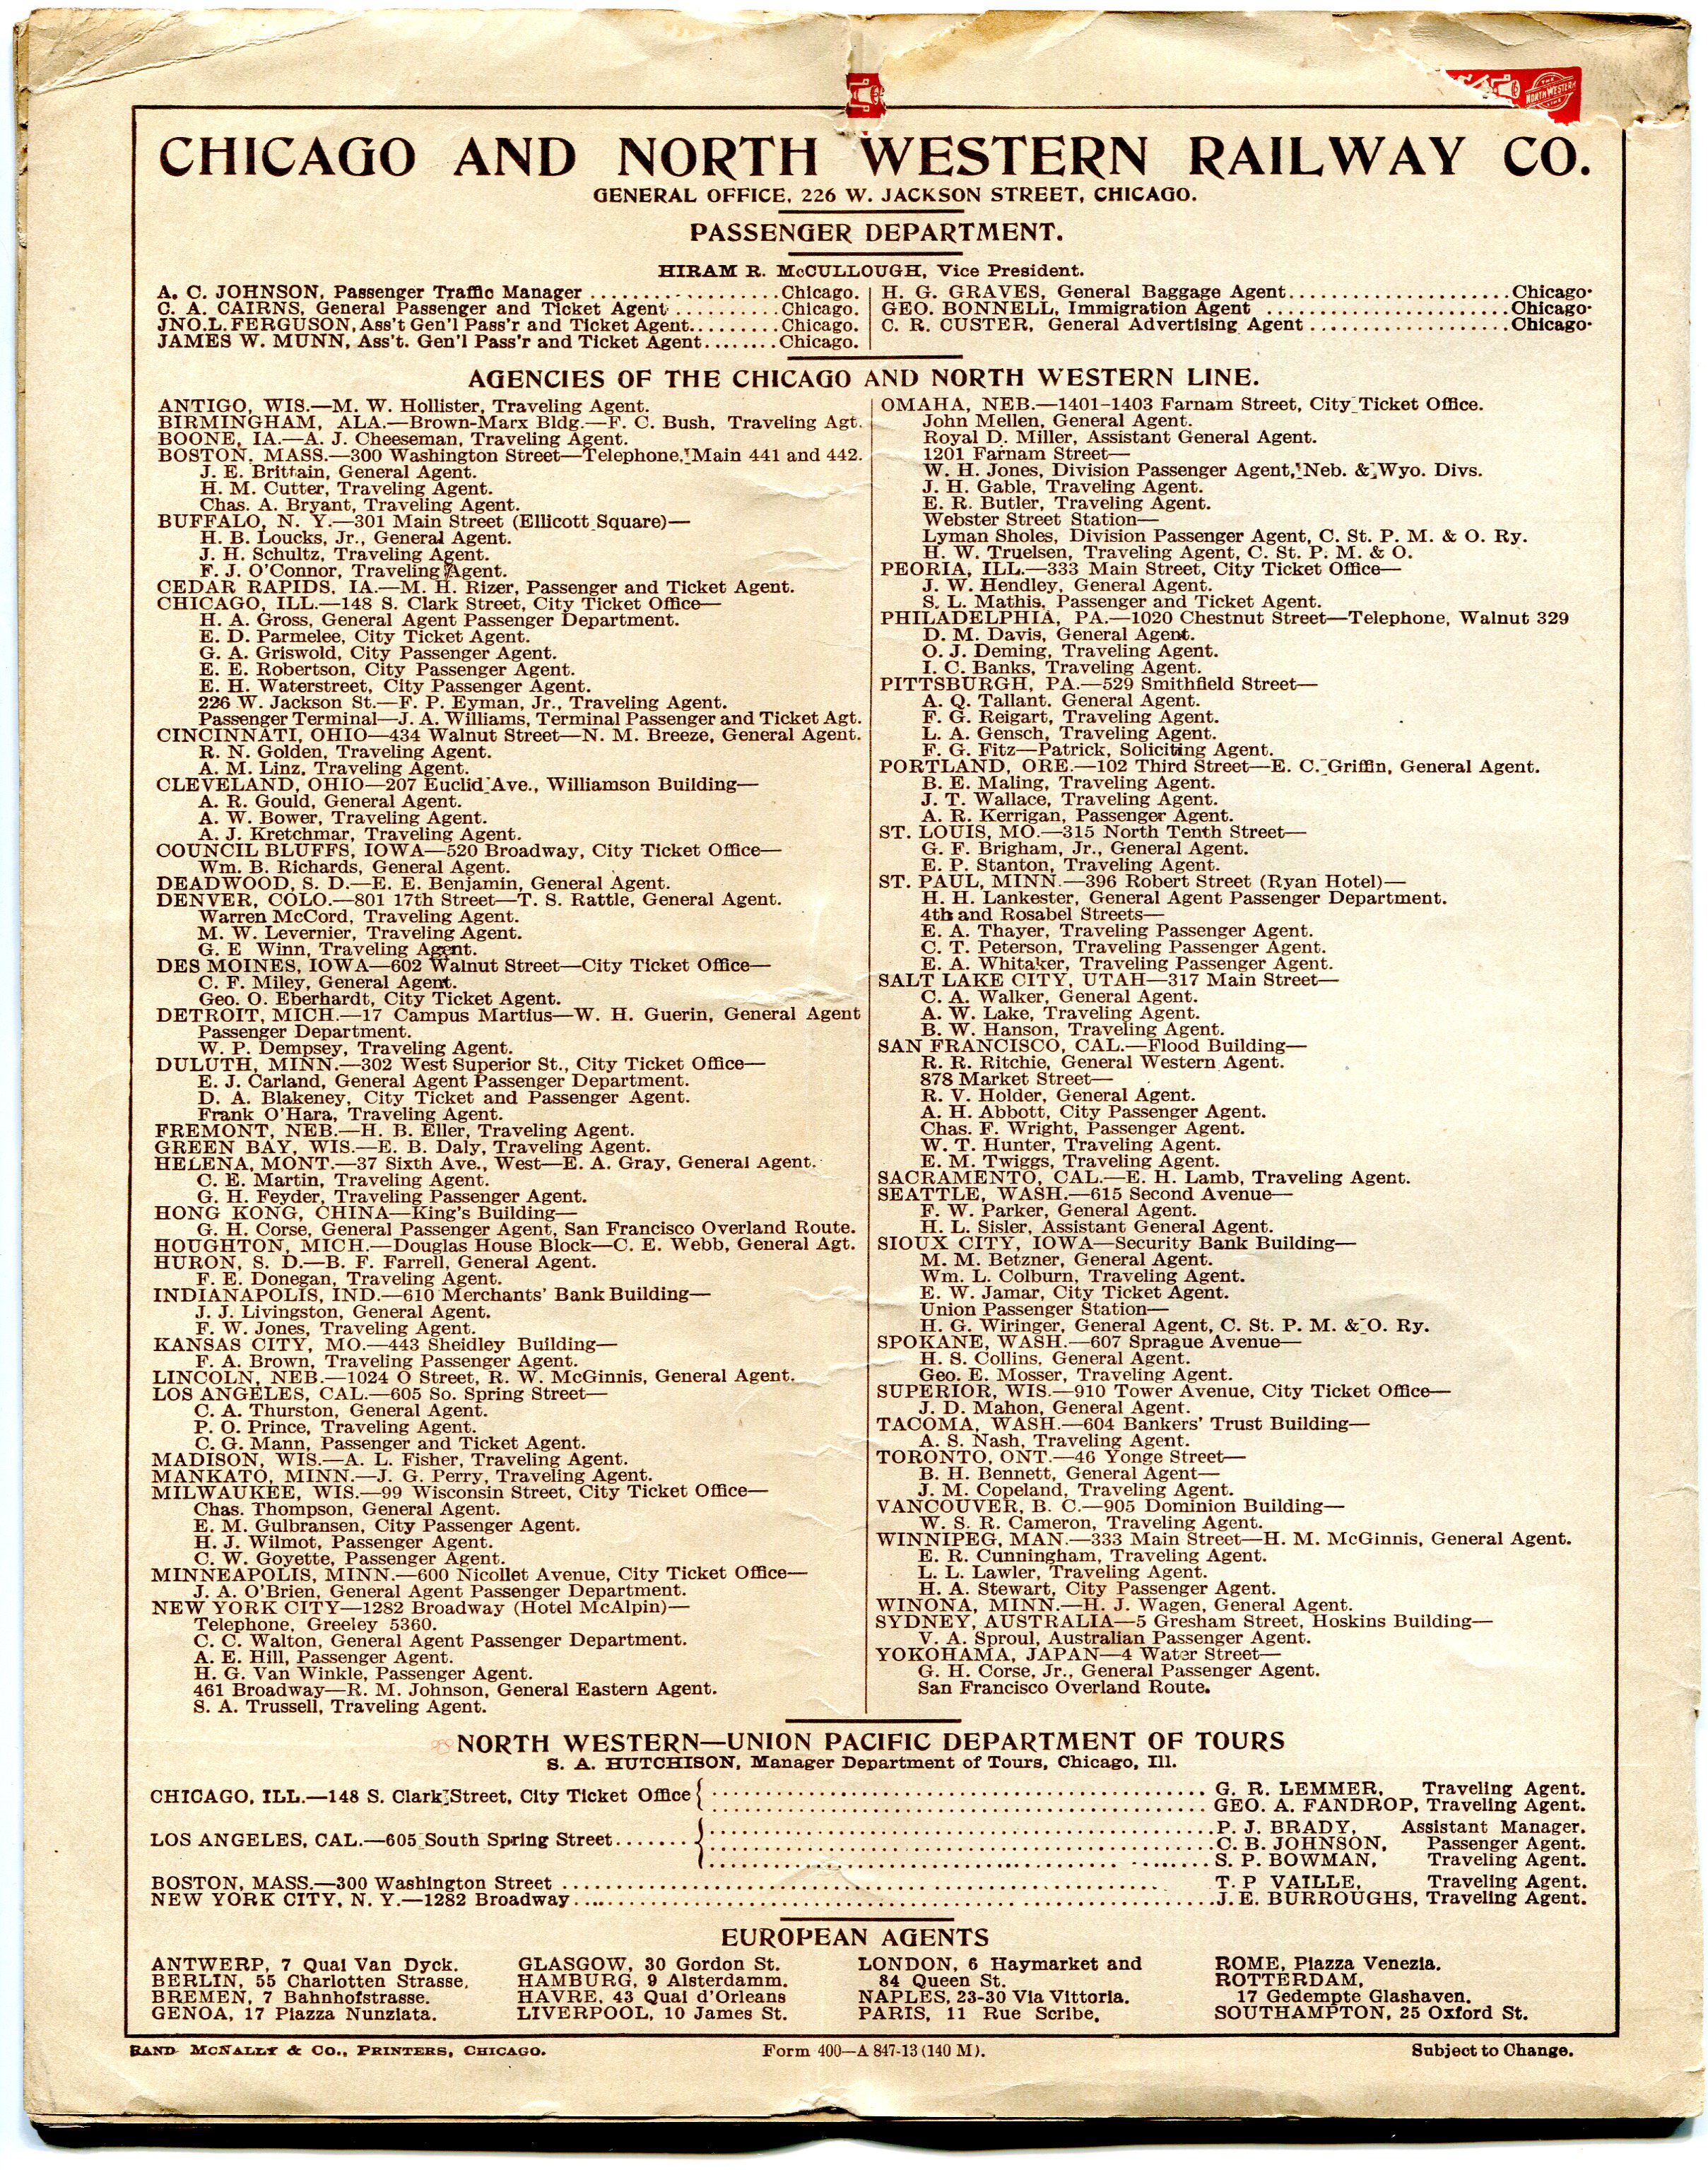 THE
NORTH WESTERN
LINE
CHICAGO AND NORTH WESTERN RAILWAY CO.
GENERAL OFFICE, 226 W. JACKSON STREET, CHICAGO.
PASSENGER DEPARTMENT.
HIRAM R. McCULLOUGH, Vice President.
A. C. JOHNSON, Passenger Traffic Manager ....................Chicago.
C. A. CAIRNS, General Passenger and Ticket Agent...........Chicago.
JNO.L.FERGUSON,Ass't Gen'l Pass'r and Ticket Agent.........Chicago.
JAMES W. MUNN, Ass't. Gen'l Pass'r and Ticket Agent........Chicago.
H. G. GRAVES, General Baggage Agent.......................Chicago.
GEO. BONNELL, Immigration Agent .........................Chicago.
C. R. CUSTER, General Advertising Agent ....................Chicago.
AGENCIES OF THE CHICAGO AND NORTH WESTERN LINE.
ANTIGO, WIS.—M. W. Hollister, Traveling Agent.
BIRMINGHAM, ALA.—Brown-Marx Bldg.—F. C. Bush, Traveling Agt.
BOONE, IA.—A. J. Cheeseman, Traveling Agent.
BOSTON, MASS.—300 Washington Street—Telephone, Main 441 and 442.
J. E. Brittain, General Agent.
H. M. Cutter, Traveling Agent.
Chas. A. Bryant, Traveling Agent.
BUFFALO, N. Y.—301 Main Street (Ellicott Square)—
H. B. Loucks, Jr., General Agent.
J. H. Schultz, Traveling Agent.
F. J. O'Connor, Traveling Agent.
CEDAR RAPIDS, IA.—M. H. Rizer, Passenger and Ticket Agent.
CHICAGO, ILL.—148 S. Clark Street, City Ticket Office—
H. A. Gross, General Agent Passenger Department.
E. D. Parmelee, City Ticket Agent.
G. A. Griswold, City Passenger Agent.
E. E. Robertson, City Passenger Agent.
E. H. Waterstreet, City Passenger Agent.
226 W. Jackson St.—F. P. Eyman, Jr., Traveling Agent.
Passenger Terminal—J. A. Williams, Terminal Passenger and Ticket Agt.
CINCINNATI, OHIO—434 Walnut Street—N. M. Breeze, General Agent.
R. N. Golden, Traveling Agent.
A. M. Linz, Traveling Agent.
CLEVELAND, OHIO—207 Euclid Ave., Williamson Building—
A. R. Gould, General Agent.
A. W. Bower, Traveling Agent.
A. J. Kretchmar, Traveling Agent.
COUNCIL BLUFFS, IOWA—520 Broadway, City Ticket Office—
Wm. B. Richards, General Agent.
DEADWOOD, S. D.—E. E. Benjamin, General Agent.
DENVER, COLO.—801 17th Street—T. S. Rattle, General Agent.
Warren McCord, Traveling Agent.
M. W. Levernier, Traveling Agent.
G. E Winn, Traveling Agent.
DES MOINES, IOWA—602 Walnut Street—City Ticket Office—
C. F. Miley, General Agent.
Geo. O. Eberhardt, City Ticket Agent.
DETROIT, MICH.—17 Campus Martius—W. H. Guerin, General Agent
Passenger Department.
W. P. Dempsey, Traveling Agent.
DULUTH, MINN.—302 West Superior St., City Ticket Office—
E. J. Carland, General Agent Passenger Department.
D. A. Blakeney, City Ticket and Passenger Agent.
Frank O'Hara, Traveling Agent.
FREMONT, NEB.—H. B. Eller, Traveling Agent.
GREEN BAY, WIS.—E. B. Daly, Traveling Agent.
HELENA, MONT.—37 Sixth Ave., West—E. A. Gray, General Agent.
C. E. Martin, Traveling Agent.
G. H. Feyder, Traveling Passenger Agent.
HONG KONG, CHINA—King's Building—
G. H. Corse, General Passenger Agent, San Francisco Overland Route.
HOUGHTON, MICH.—Douglas House Block—C. E. Webb, General Agt.
HURON, S. D.—B. F. Farrell, General Agent.
F. E. Donegan, Traveling Agent.
INDIANAPOLIS, IND.—610 Merchants' Bank Building—
J. J. Livingston, General Agent.
F. W. Jones, Traveling Agent.
KANSAS CITY, MO.—443 Sheidley Building—
F. A. Brown, Traveling Passenger Agent.
LINCOLN, NEB.—1024 O Street, R. W. McGinnis, General Agent.
LOS ANGELES, CAL.—605 So. Spring Street—
C. A. Thurston, General Agent.
P. O. Prince, Traveling Agent.
C. G. Mann, Passenger and Ticket Agent.
MADISON, WIS.—A. L. Fisher, Traveling Agent.
MANKATO, MINN.—J. G. Perry, Traveling Agent.
MILWAUKEE, WIS.—99 Wisconsin Street, City Ticket Office—
Chas. Thompson, General Agent.
E. M. Gulbransen, City Passenger Agent.
H. J. Wilmot, Passenger Agent.
C. W. Goyette, Passenger Agent.
MINNEAPOLIS, MINN.—600 Nicollet Avenue, City Ticket Office—
J. A. O'Brien, General Agent Passenger Department.
NEW YORK CITY—1282 Broadway (Hotel McAlpin)—
Telephone, Greeley 5360.
C. C. Walton, General Agent Passenger Department.
A. E. Hill, Passenger Agent.
H. G. Van Winkle, Passenger Agent.
461 Broadway—R. M. Johnson, General Eastern Agent.
S. A. Trussell, Traveling Agent.
OMAHA, NEB.—1401-1403 Farnam Street, City Ticket Office.
John Mellen, General Agent.
Royal D. Miller, Assistant General Agent.
1201 Farnam Street—
W. H. Jones, Division Passenger Agent, Neb. & Wyo. Divs.
J. H. Gable, Traveling Agent.
E. R. Butler, Traveling Agent.
Webster Street Station—
Lyman Sholes, Division Passenger Agent, C. St. P. M. & O. Ry.
H. W. Truelsen, Traveling Agent, C. St. P. M. & O.
PEORIA, ILL.—333 Main Street, City Ticket Office—
J. W. Hendley, General Agent.
S. L. Mathis, Passenger and Ticket Agent.
PHILADELPHIA, PA.—1020 Chestnut Street—Telephone, Walnut 329
D. M. Davis, General Agent.
O. J. Deming, Traveling Agent.
I. C. Banks, Traveling Agent.
PITTSBURGH, PA.—529 Smithfield Street—
A. Q. Tallant. General Agent.
F. G. Reigart, Traveling Agent.
L. A. Gensch, Traveling Agent.
F. G. Fitz—Patrick, Soliciting Agent.
PORTLAND, ORE.—102 Third Street—E. C. Griffin, General Agent.
B. E. Maling, Traveling Agent.
J. T. Wallace, Traveling Agent.
A. R. Kerrigan, Passenger Agent.
ST. LOUIS, MO.—315 North Tenth Street—
G. F. Brigham, Jr., General Agent.
E. P. Stanton, Traveling Agent.
ST. PAUL, MINN.—396 Robert Street (Ryan Hotel)—
H. H. Lankester, General Agent Passenger Department.
4th and Rosabel Streets—
E. A. Thayer, Traveling Passenger Agent.
C. T. Peterson, Traveling Passenger Agent.
E. A. Whitaker, Traveling Passenger Agent.
SALT LAKE CITY, UTAH—317 Main Street—
C. A. Walker, General Agent.
A. W. Lake, Traveling Agent.
B. W. Hanson, Traveling Agent.
SAN FRANCISCO, CAL.—Flood Building—
R. R. Ritchie, General Western Agent.
878 Market Street—
R. V. Holder, General Agent.
A. H. Abbott, City Passenger Agent.
Chas. F. Wright, Passenger Agent.
W. T. Hunter, Traveling Agent.
E. M. Twiggs, Traveling Agent.
SACRAMENTO, CAL.—E. H. Lamb, Traveling Agent.
SEATTLE, WASH.—615 Second Avenue—
F. W. Parker, General Agent.
H. L. Sisler, Assistant General Agent.
SIOUX CITY, IOWA—Security Bank Building—
M. M. Betzner, General Agent.
Wm. L. Colburn, Traveling Agent.
E. W. Jamar, City Ticket Agent.
Union Passenger Station—
H. G. Wiringer, General Agent, C. St. P. M. & O. Ry.
SPOKANE, WASH.—607 Sprague Avenue—
H. S. Collins, General Agent.
Geo. E. Mosser, Traveling Agent.
SUPERIOR, WIS.—910 Tower Avenue, City Ticket Office—
J. D. Mahon, General Agent.
TACOMA, WASH.—604 Bankers' Trust Building—
A. S. Nash, Traveling Agent.
TORONTO, ONT.—46 Yonge Street—
B. H. Bennett, General Agent—
J. M. Copeland, Traveling Agent.
VANCOUVER, B. C.—905 Dominion Building—
W. S. R. Cameron, Traveling Agent.
WINNIPEG, MAN.—333 Main Street—H. M. McGinnis, General Agent.
E. R. Cunningham, Traveling Agent.
L. L. Lawler, Traveling Agent.
H. A. Stewart, City Passenger Agent.
WINONA, MINN.—H. J. Wagen, General Agent.
SYDNEY, AUSTRALIA—5 Gresham Street, Hoskins Building—
V. A. Sproul, Australian Passenger Agent.
YOKOHAMA, JAPAN—4 Water Street—
G. H. Corse, Jr., General Passenger Agent.
San Francisco Overland Route.
NORTH WESTERN—UNION PACIFIC DEPARTMENT OF TOURS
S. A. HUTCHISON, Manager Department of Tours, Chicago, Ill.
CHICAGO, ILL.—148 S. Clark Street, City Ticket Office { .......... G. R. LEMMER, Traveling Agent.
.......... GEO. A. FANDROP, Traveling Agent.
LOS ANGELES, CAL.—605 South Spring Street........ { ..........P. J. BRADY, Assistant Manager.
..........C. B. JOHNSON, Passenger Agent.
..........S. P. BOWMAN, Traveling Agent.
BOSTON, MASS.—300 Washington Street .......... T. P VAILLE, Traveling Agent.
NEW YORK CITY, N. Y.—1282 Broadway..........J. E. BURROUGHS, Traveling Agent.
EUROPEAN AGENTS
ANTWERP, 7 Quai Van Dyck.
BERLIN, 55 Charlotten Strasse.
BREMEN, 7 Bahnhofstrasse.
GENOA, 17 Piazza Nunziata.
GLASGOW, 30 Gordon St.
HAMBURG, 9 Alsterdamm.
HAVRE, 43 Quai d'Orleans
LIVERPOOL, 10 James St.
LONDON, 6 Haymarket and
84 Queen St.
NAPLES, 23-30 Via Vittoria.
PARIS, 11 Rue Scribe.
ROME, Piazza Venezia.
ROTTERDAM,
17 Gedempte Glashaven.
SOUTHAMPTON, 25 Oxford St.
RAND McNALLY & CO., PRINTERS, CHICAGO.
Form 400—A 847-13 (140 M).
Subject to Change.